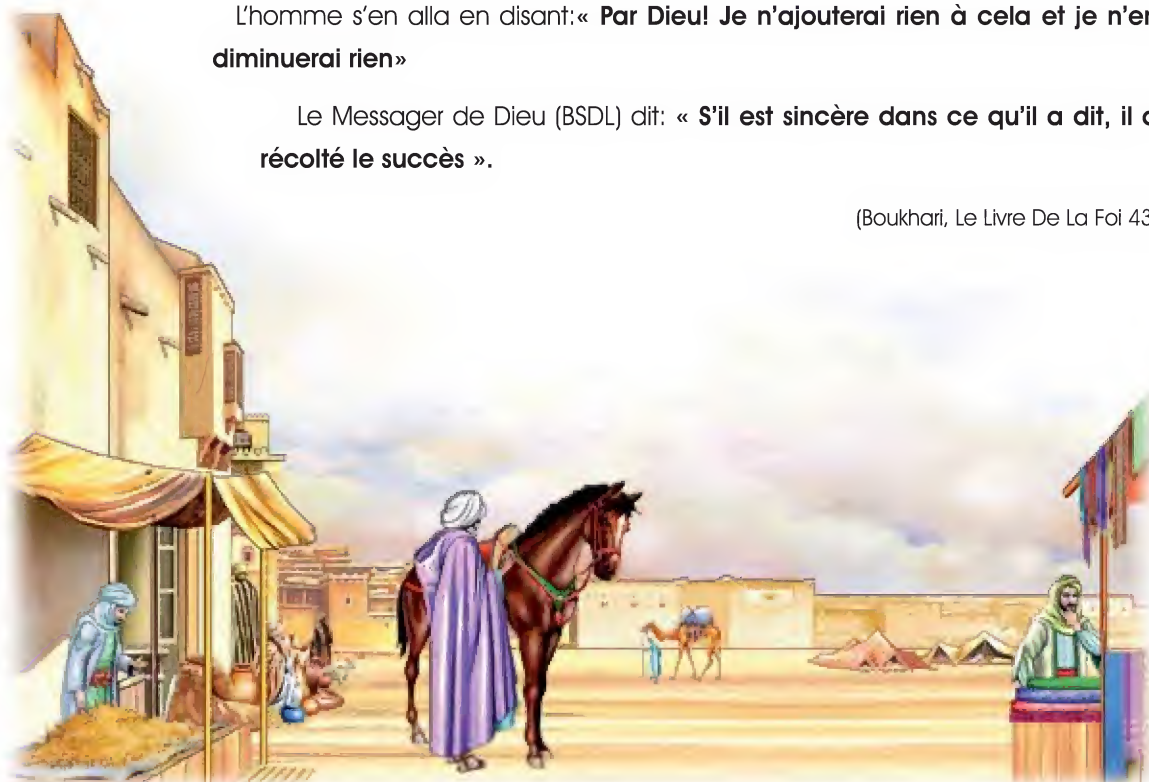 L'homme s'en alla en disant:« Par Dieu! Je n'ajouterai rien à cela et je n'en
diminuerai rien»
Le Messager de Dieu (BSDL) dit: « S'il est sincère dans ce qu'il a dit, il a
récolté le succès ».
(Boukhari, Le Livre De La Foi 43